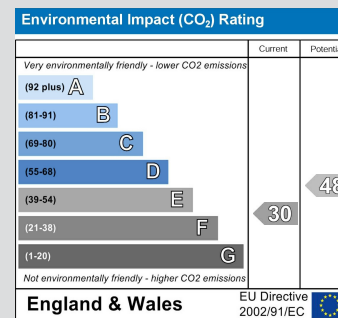 Environmental Impact (CO₂) Rating
Current
Very environmentally friendly - lower CO2 emissions
(92 plus) A
(81-91) B
(69-80) C
(55-68) D
48
(39-54) E
30
(21-38) F
(1-20) G
Not environmentally friendly - higher CO2 emissions
England & Wales
EU Directive
2002/91/EC